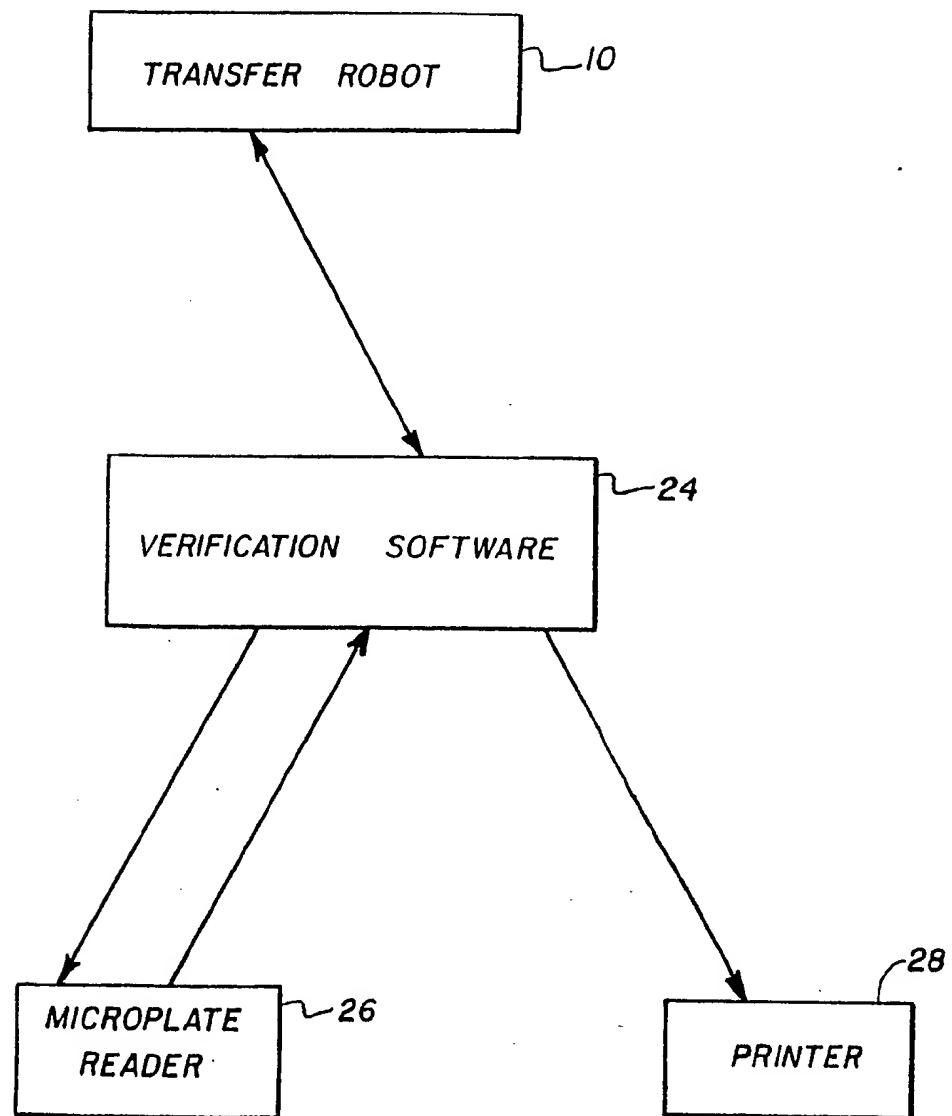 TRANSFER ROBOT
10
VERIFICATION SOFTWARE
24
MICROPLATE
READER
26
PRINTER
28